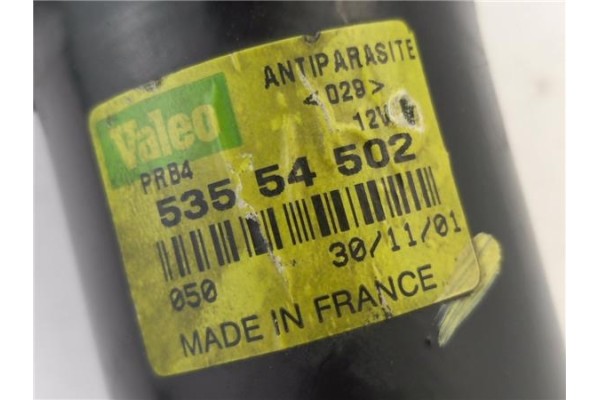 Valeo
ANTIPARASITE
<029>
12V
PRB4
535 54 502
30/11/01
050
MADE IN FRANCE